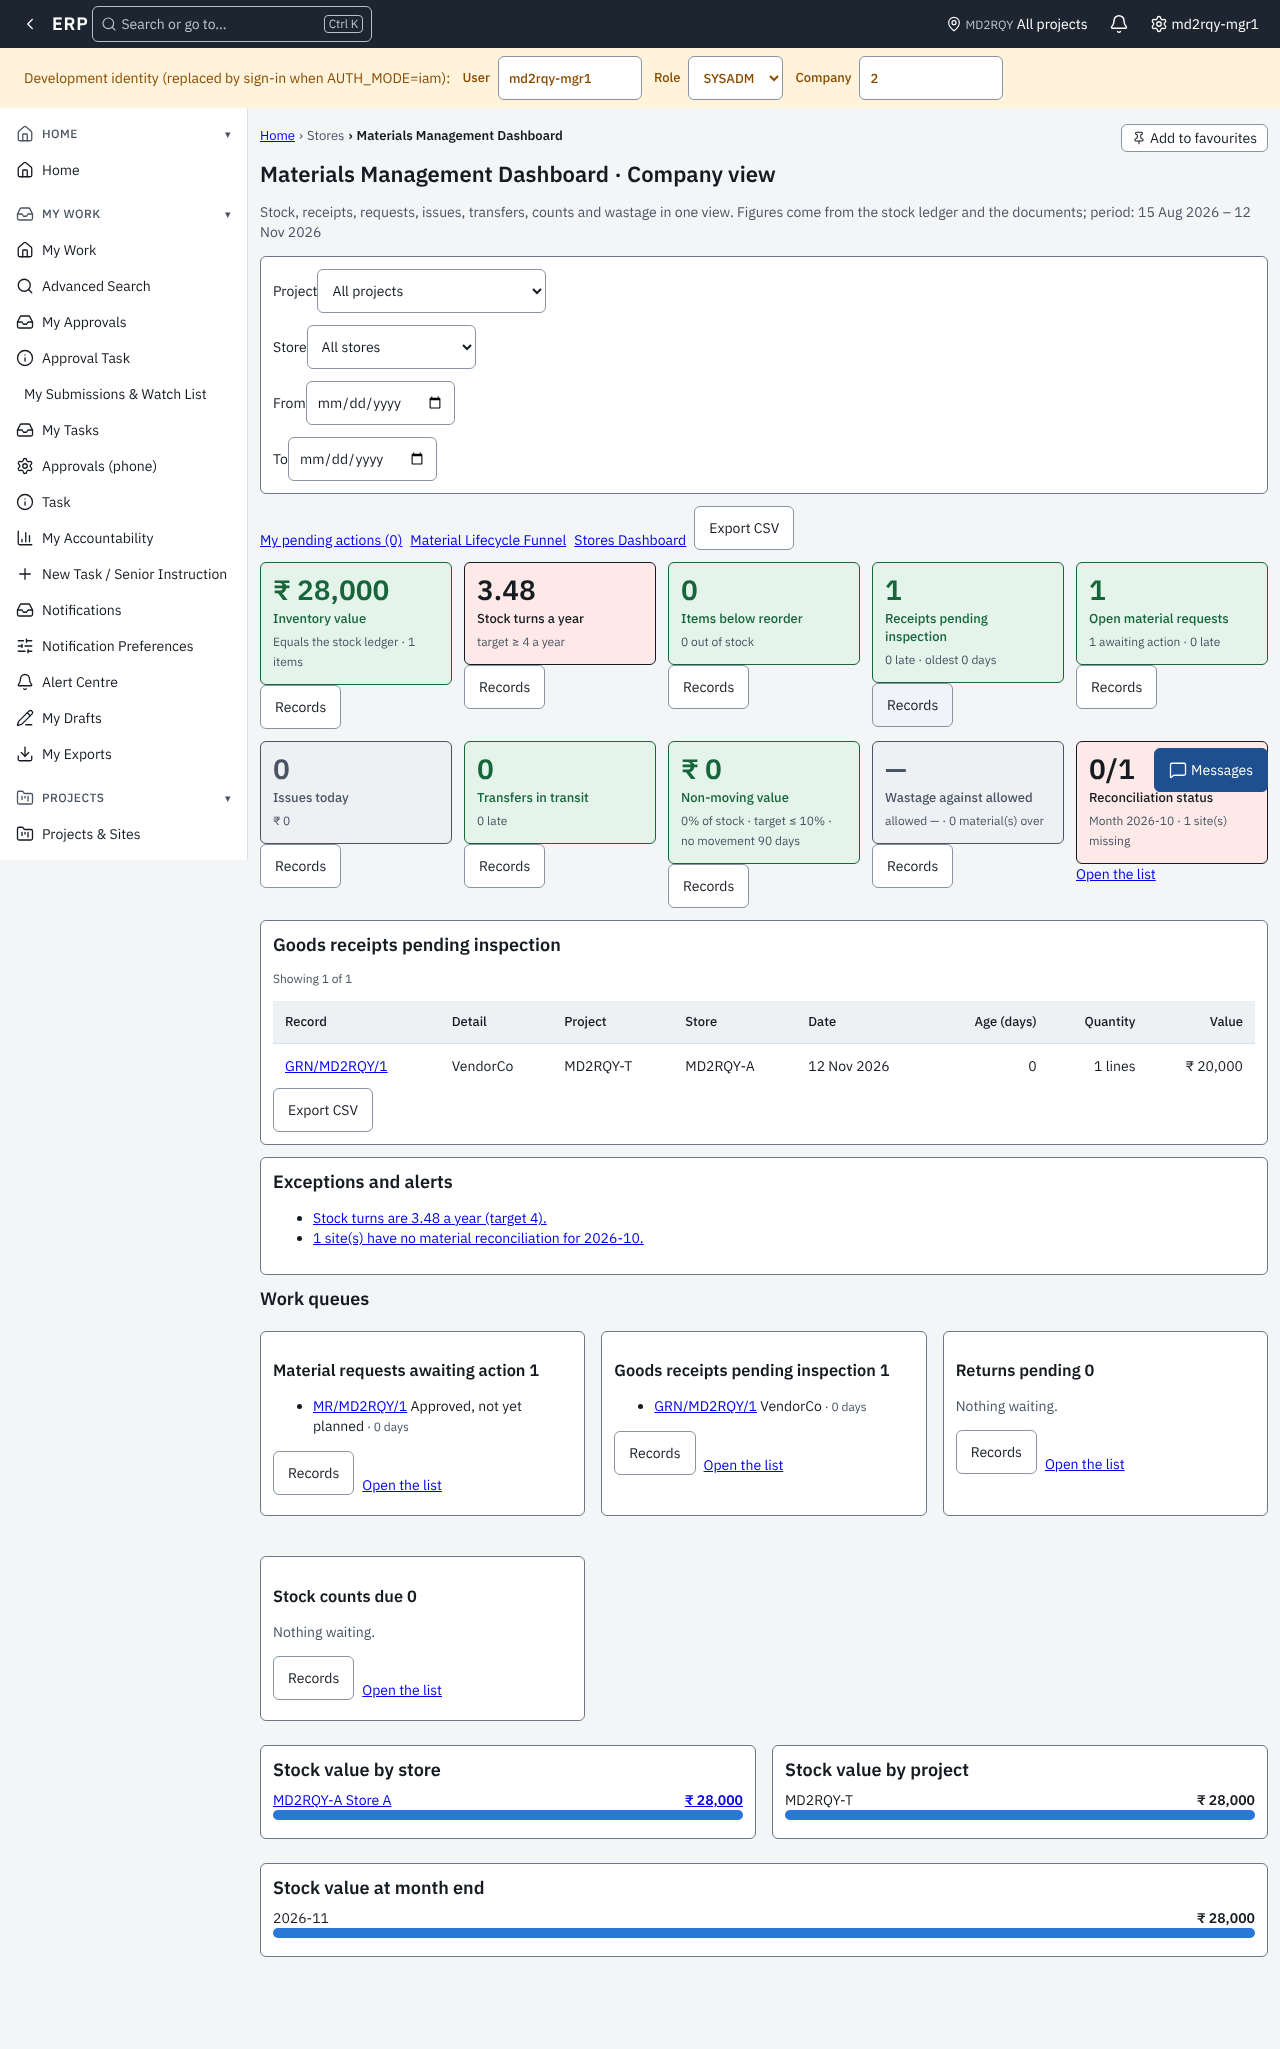 ERP
Search or go to...
Ctrl K
MD2RQY All projects
md2rqy-mgr1
Development identity (replaced by sign-in when AUTH_MODE=iam):
User
md2rqy-mgr1
Role
SYSADM
Company
2
HOME
Home
MY WORK
My Work
Advanced Search
My Approvals
Approval Task
My Submissions & Watch List
My Tasks
Approvals (phone)
Task
My Accountability
New Task / Senior Instruction
Notifications
Notification Preferences
Alert Centre
My Drafts
My Exports
PROJECTS
Projects & Sites
Home › Stores › Materials Management Dashboard
Add to favourites
Materials Management Dashboard · Company view
Stock, receipts, requests, issues, transfers, counts and wastage in one view. Figures come from the stock ledger and the documents; period: 15 Aug 2026 – 12
Nov 2026
Project
All projects
Store
All stores
From
mm/dd/yyyy
To
mm/dd/yyyy
My pending actions (0)
Material Lifecycle Funnel
Stores Dashboard
Export CSV
₹ 28,000
Inventory value
Equals the stock ledger · 1
items
Records
3.48
Stock turns a year
target ≥ 4 a year
Records
0
Items below reorder
0 out of stock
Records
1
Receipts pending
inspection
0 late · oldest 0 days
Records
1
Open material requests
1 awaiting action · 0 late
Records
0
Issues today
₹ 0
Records
0
Transfers in transit
0 late
Records
₹ 0
Non-moving value
0% of stock · target ≤ 10% ·
no movement 90 days
Records
—
Wastage against allowed
allowed — · 0 material(s) over
Records
0/1
Messages
Reconciliation status
Month 2026-10 · 1 site(s)
missing
Open the list
Goods receipts pending inspection
Showing 1 of 1
Record Detail Project Store Date Age (days) Quantity Value
GRN/MD2RQY/1 VendorCo MD2RQY-T MD2RQY-A 12 Nov 2026 0 1 lines ₹ 20,000
Export CSV
Exceptions and alerts
Stock turns are 3.48 a year (target 4).
1 site(s) have no material reconciliation for 2026-10.
Work queues
Material requests awaiting action 1
MR/MD2RQY/1 Approved, not yet
planned · 0 days
Records
Open the list
Goods receipts pending inspection 1
GRN/MD2RQY/1 VendorCo · 0 days
Records
Open the list
Returns pending 0
Nothing waiting.
Records
Open the list
Stock counts due 0
Nothing waiting.
Records
Open the list
Stock value by store
MD2RQY-A Store A ₹ 28,000
Stock value by project
MD2RQY-T ₹ 28,000
Stock value at month end
2026-11 ₹ 28,000